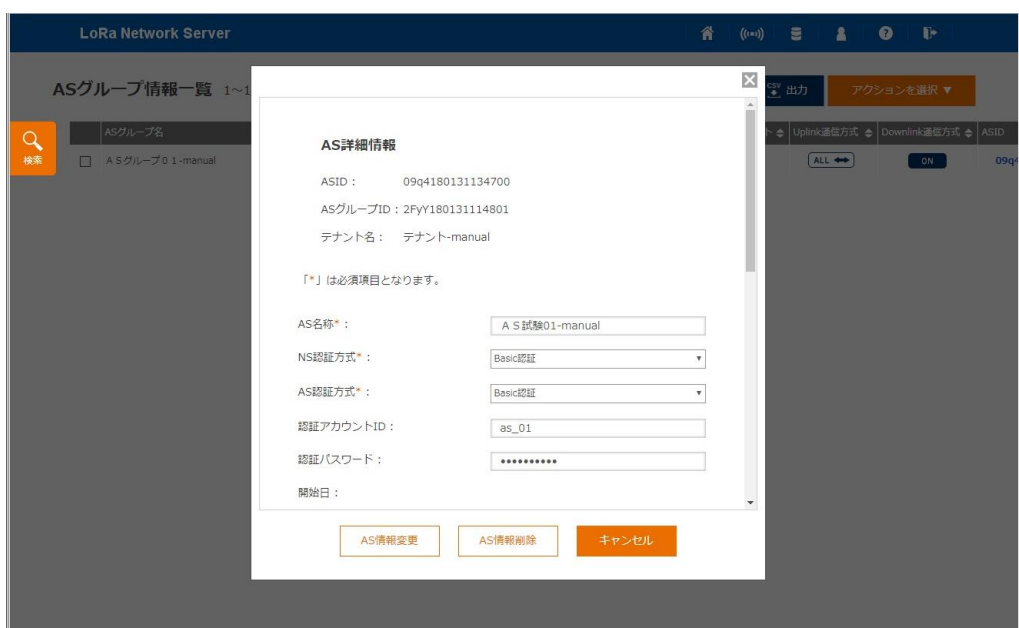 LoRa Network Server
ASグループ情報一覧 1~1
CSV 出力
アクションを選択 ▼
検索
ASグループ名
ト
Uplink通信方式
Downlink通信方式
ASID
ASグループ01-manual
ALL
ON
09q4
AS詳細情報
ASID: 09q4180131134700
ASグループID:2FyY180131114801
テナント名: テナント-manual
「*」は必須項目となります。
AS名称*: AS試験01-manual
NS認証方式*: Basic認証
AS認証方式*: Basic認証
認証アカウントID: as_01
認証パスワード: ••••••••••
開始日:
AS情報変更
AS情報削除
キャンセル